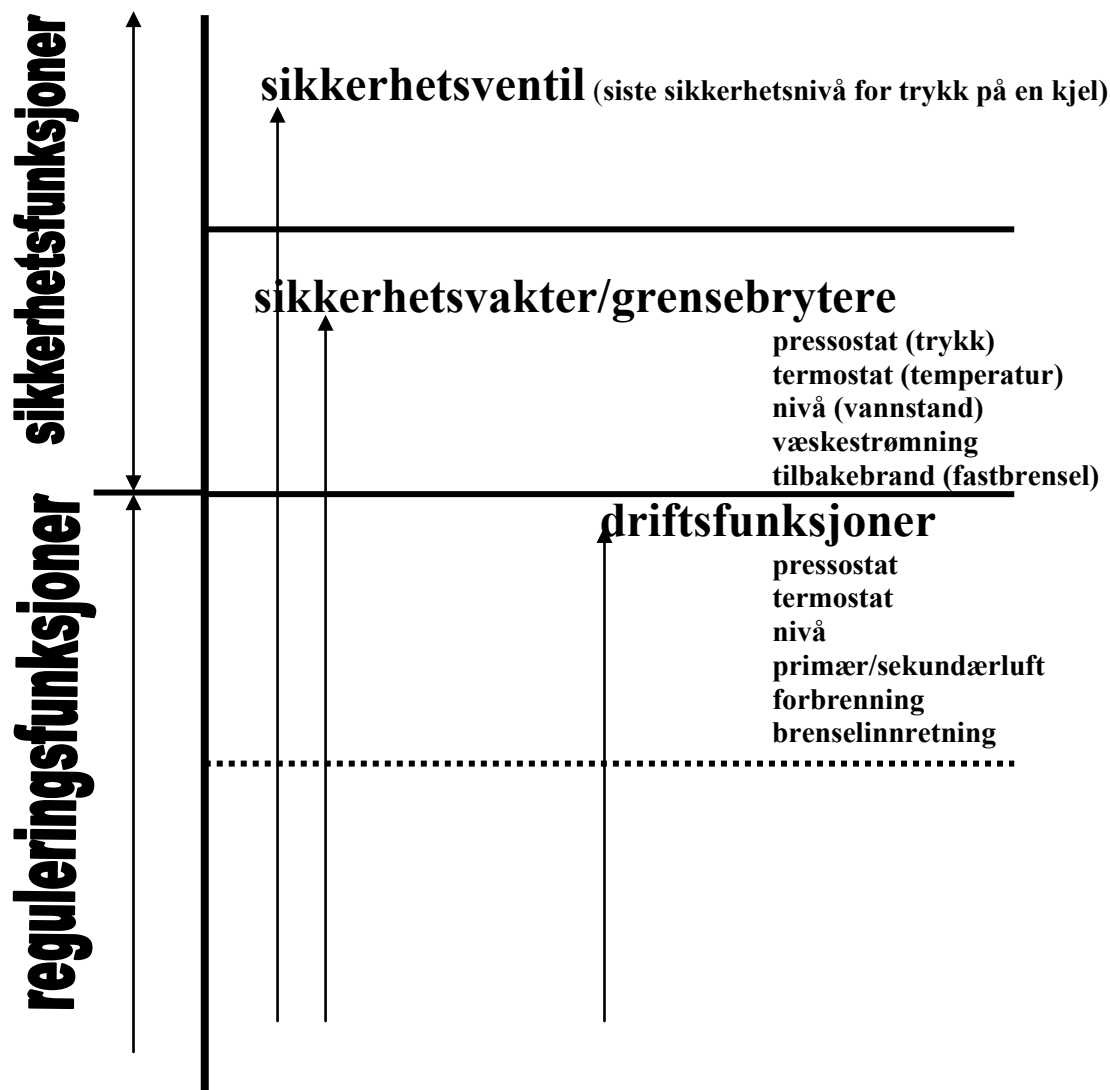 sikkerhetsfunksjoner
sikkerhetsventil (siste sikkerhetsnivå for trykk på en kjel)
sikkerhetsvakter/grensebrytere
pressostat (trykk)
termostat (temperatur)
nivå (vannstand)
væskestrømning
tilbakebrand (fastbrensel)
reguleringsfunksjoner
driftsfunksjoner
pressostat
termostat
nivå
primær/sekundærluft
forbrenning
brenselinnretning